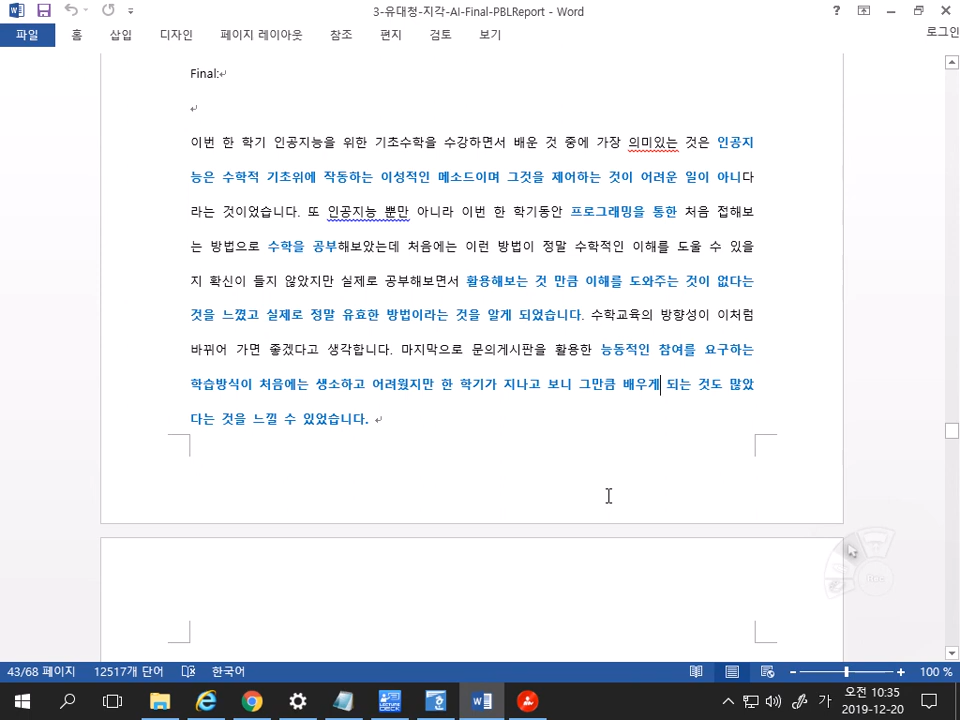 3-유대청-지각-AI-Final-PBLReport - Word
파일 홈 삽입 디자인 페이지 레이아웃 참조 편지 검토 보기 로그인
Final:
이번 한 학기 인공지능을 위한 기초수학을 수강하면서 배운 것 중에 가장 의미있는 것은 인공지
능은 수학적 기초위에 작동하는 이성적인 메소드이며 그것을 제어하는 것이 어려운 일이 아니다
라는 것이었습니다. 또 인공지능 뿐만 아니라 이번 한 학기동안 프로그래밍을 통한 처음 접해보
는 방법으로 수학을 공부해보았는데 처음에는 이런 방법이 정말 수학적인 이해를 도울 수 있을
지 확신이 들지 않았지만 실제로 공부해보면서 활용해보는 것 만큼 이해를 도와주는 것이 없다는
것을 느꼈고 실제로 정말 유효한 방법이라는 것을 알게 되었습니다. 수학교육의 방향성이 이처럼
바뀌어 가면 좋겠다고 생각합니다. 마지막으로 문의게시판을 활용한 능동적인 참여를 요구하는
학습방식이 처음에는 생소하고 어려웠지만 한 학기가 지나고 보니 그만큼 배우게 되는 것도 많았
다는 것을 느낄 수 있었습니다.
43/68 페이지 12517개 단어 한국어 100 %
가 오전 10:35
2019-12-20